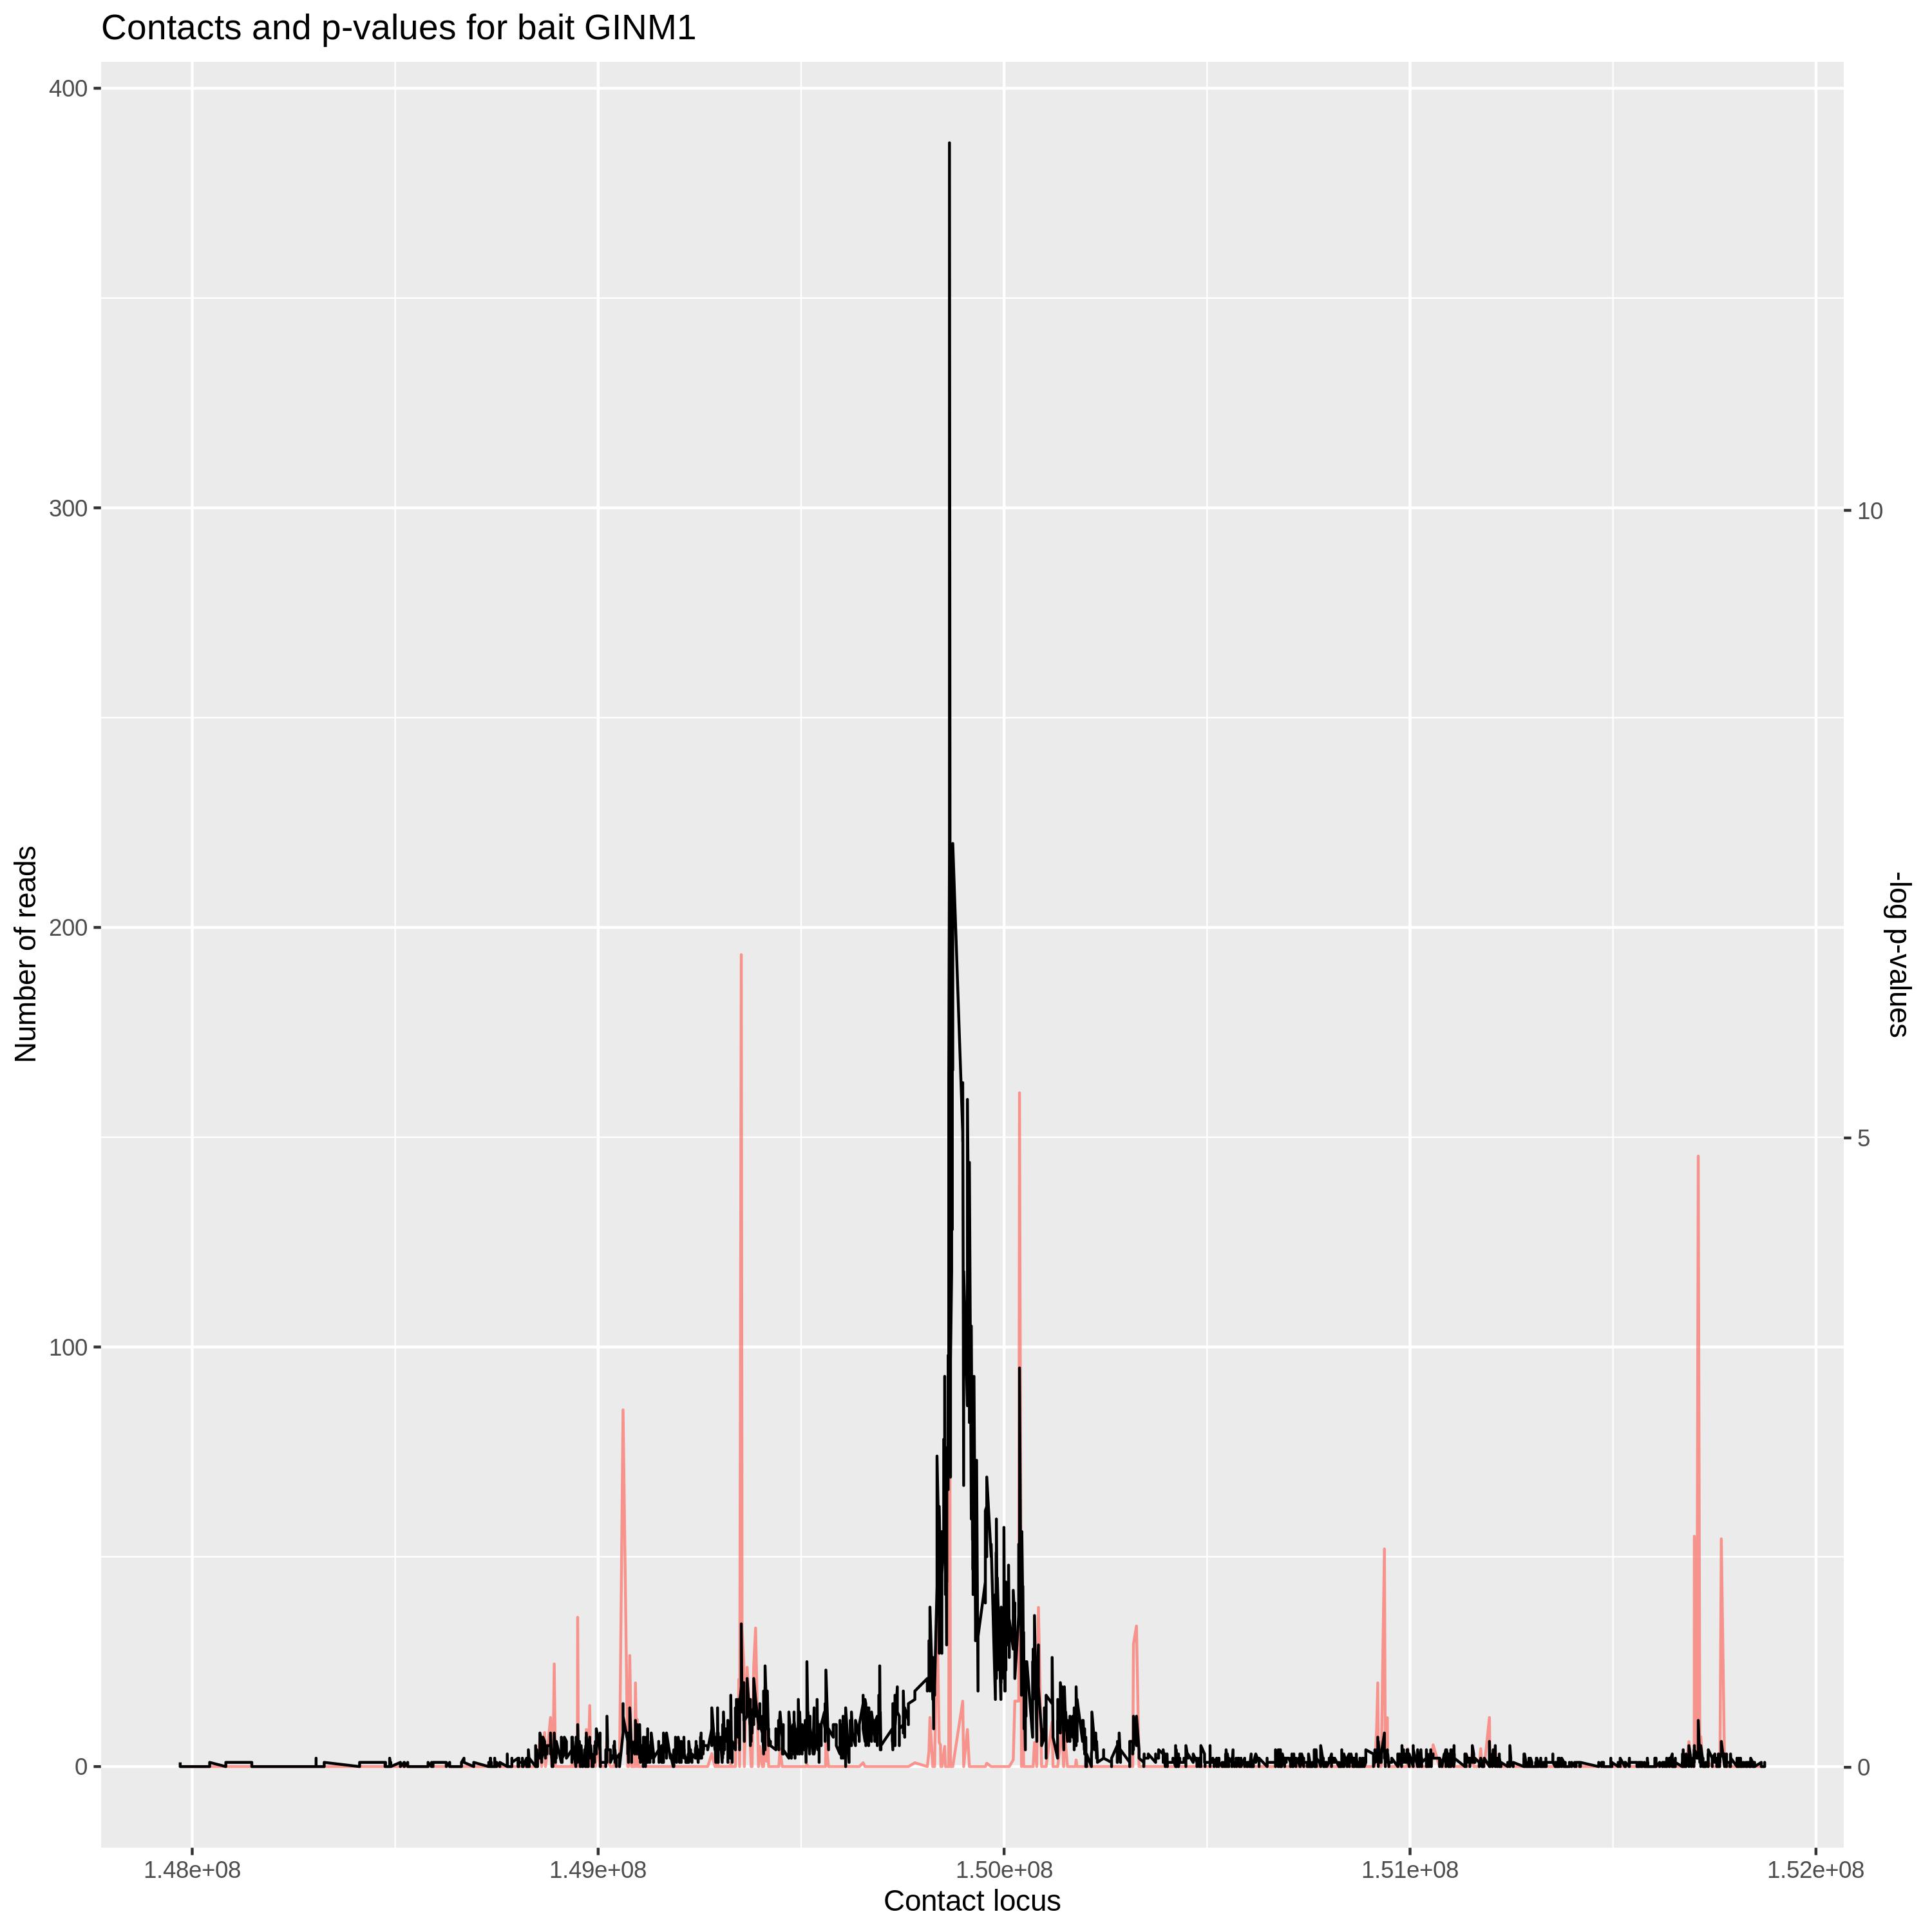 Contacts and p-values for bait GINM1
400
300
200
100
0
Number of reads
10
5
0
-log p-values
1.48e+08
1.49e+08
1.50e+08
1.51e+08
1.52e+08
Contact locus